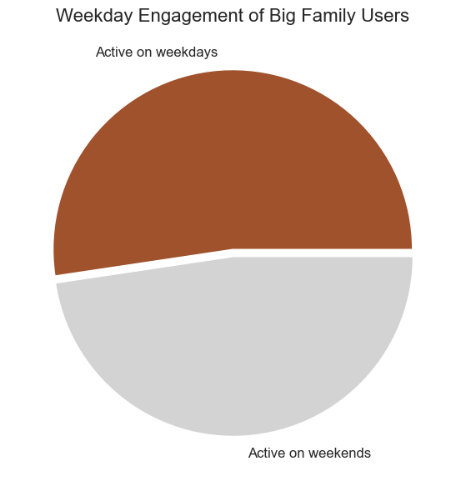 Weekday Engagement of Big Family Users
Active on weekdays
Active on weekends